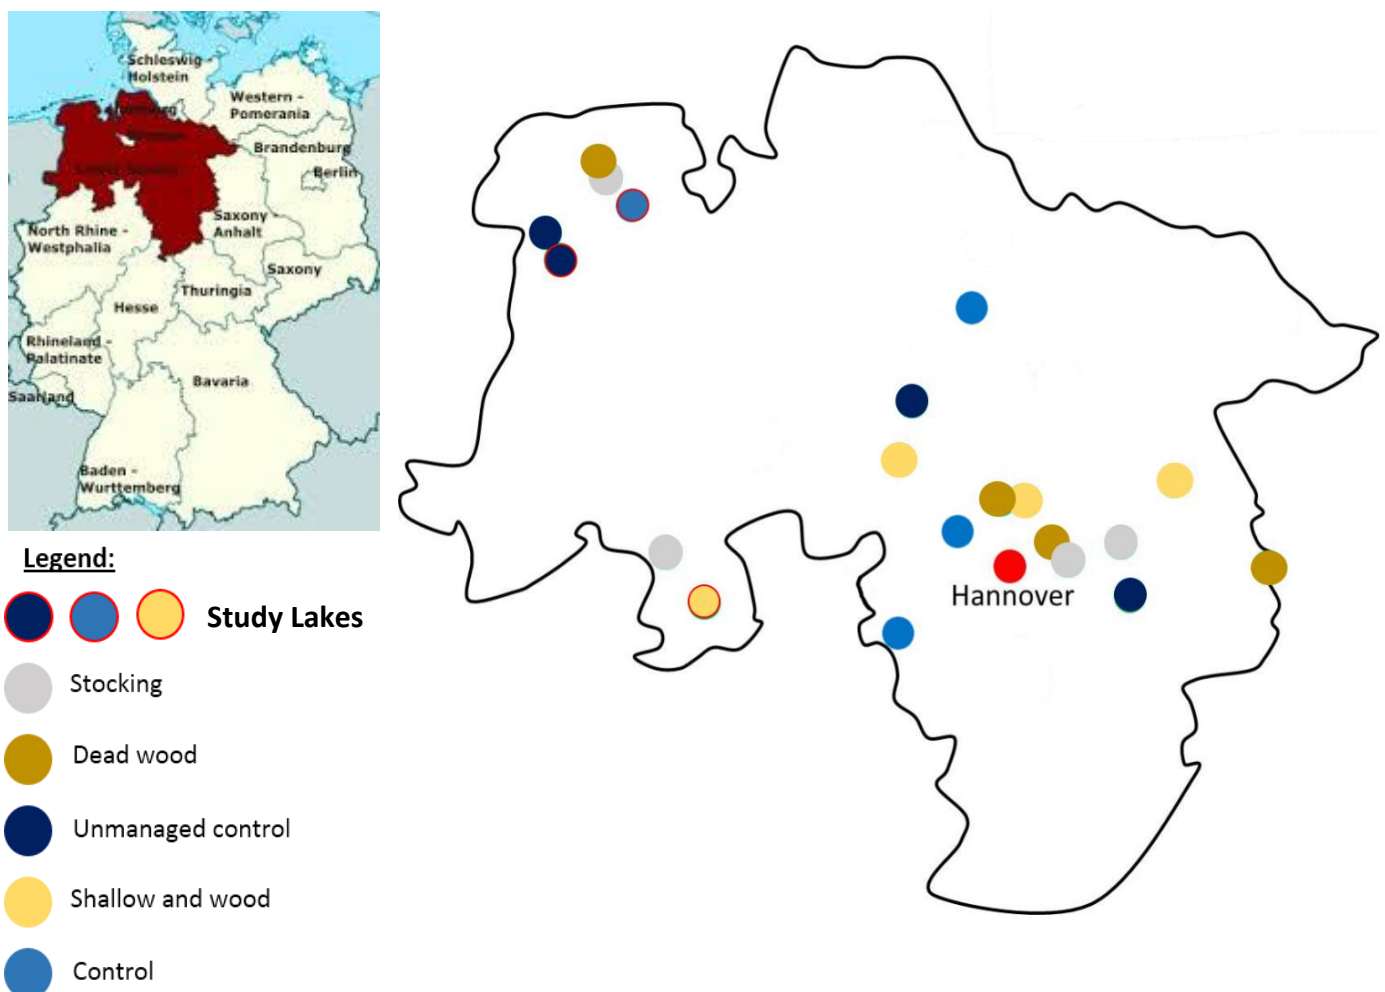 Schleswig -
Holstein
Western -
Pomerania
Brandenburg
Berlin
Saxony -
Anhalt
North Rhine -
Westphalia
Saxony
Thuringia
Hesse
Rhineland -
Palatinate
Bavaria
Saarland
Baden -
Wurttemberg
Hannover
Legend:
Study Lakes
Stocking
Dead wood
Unmanaged control
Shallow and wood
Control